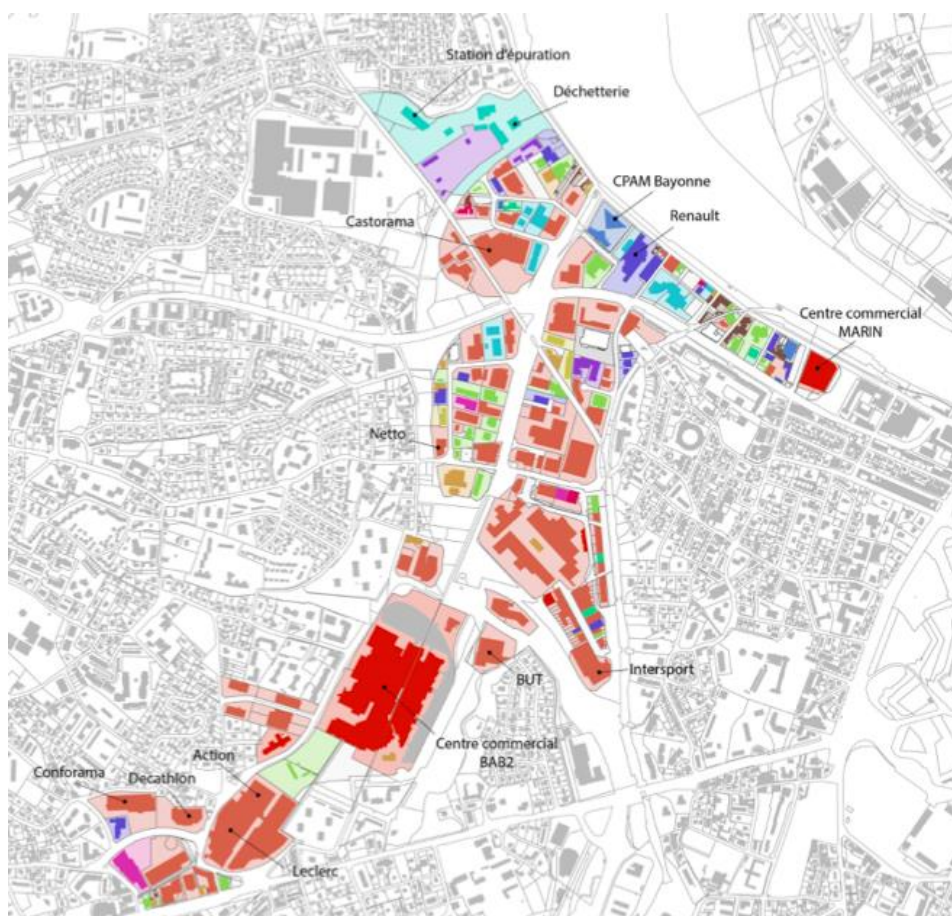 Station d'épuration
Déchetterie
CPAM Bayonne
Renault
Castorama
Centre commercial
MARIN
Netto
Intersport
BUT
Centre commercial
BAB2
Action
Conforama
Decathlon
Leclerc